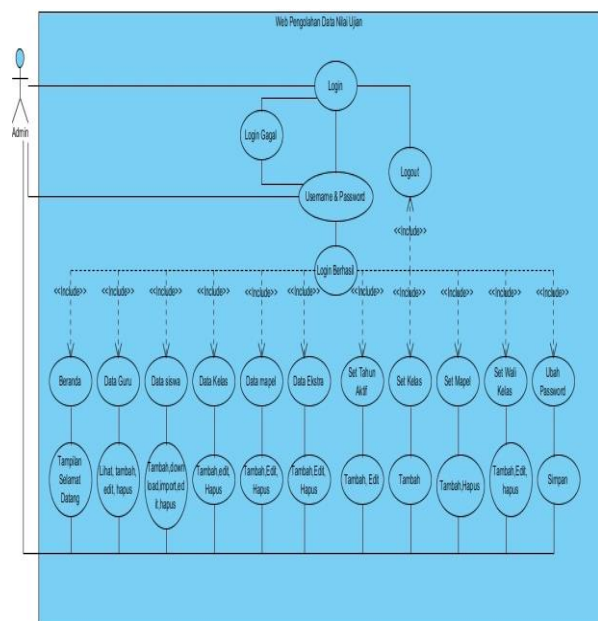 Web Pengolahan Data Nilai Ujian
Admin
Login
Login Gagal
Logout
Username & Password
<<Include>>
Login Berhasil
<<Include>>
<<Include>>
<<Include>>
<<Include>>
<<Include>>
<<Include>>
<<Include>>
<<Include>>
<<Include>>
<<Include>>
<<Include>>
Beranda
Data Guru
Data siswa
Data Kelas
Data mapel
Data Ekstra
Set Tahun
Aktif
Set Kelas
Set Mapel
Set Wali
Kelas
Ubah
Password
Tampilan
Selamat
Datang
Lihat, tambah,
edit, hapus
Tambah,down
load,import,ed
it,hapus
Tambah,edit,
Hapus
Tambah,Edit,
Hapus
Tambah,Edit,
Hapus
Tambah, Edit
Tambah
Tambah,Hapus
Tambah,Edit,
hapus
Simpan